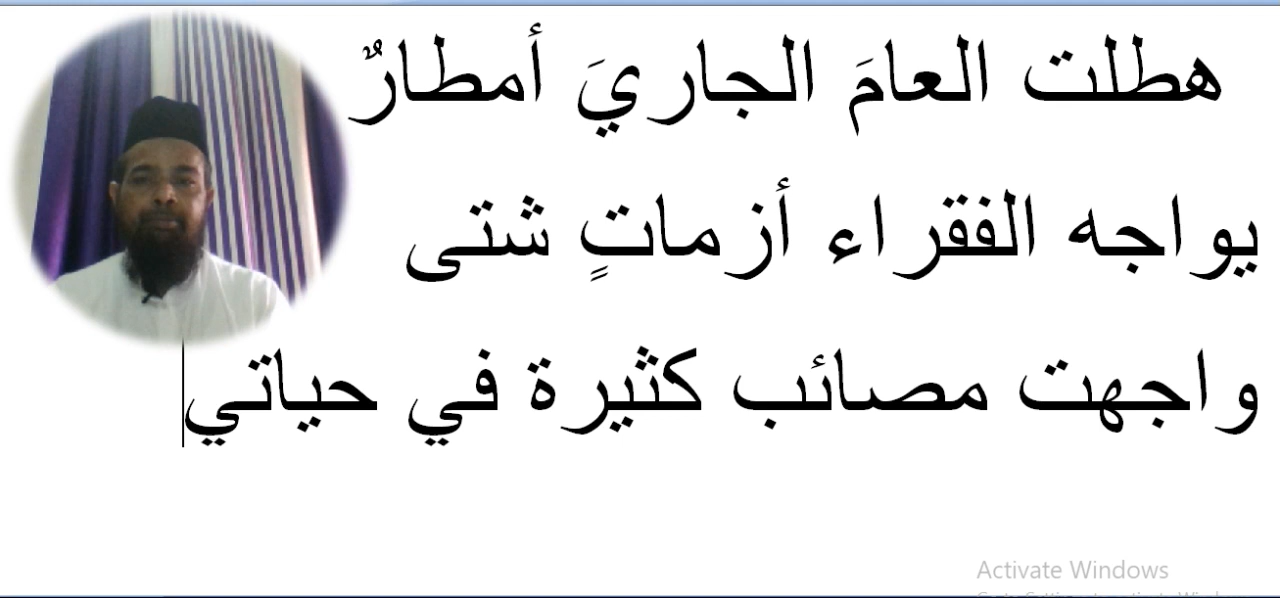 هطلت العامَ الجاريَ أمطارٌ
يواجه الفقراء أزماتٍ شتى
واجهت مصائب كثيرة في حياتي
Activate Windows